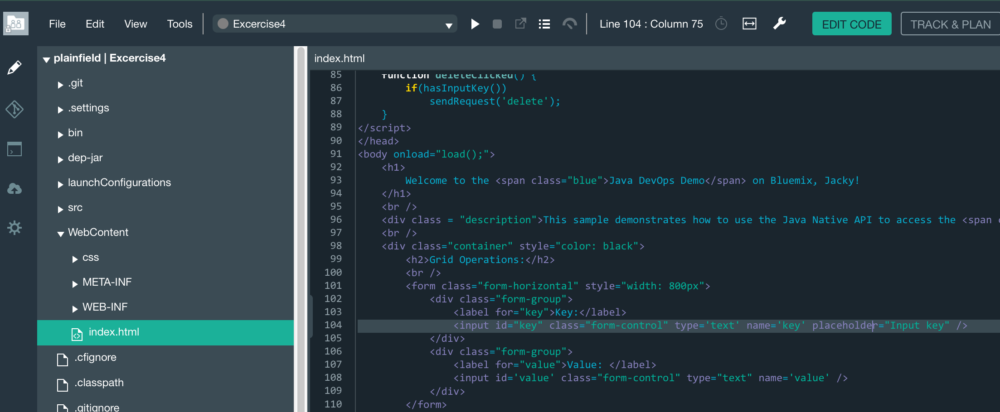 File Edit View Tools Excercise4 Line 104 : Column 75 EDIT CODE TRACK & PLAN
plainfield | Excercise4
.git
.settings
bin
dep-jar
launchConfigurations
src
WebContent
css
META-INF
WEB-INF
index.html
.cfignore
.classpath
.gitignore
index.html
85 function deleteClicked() {
86 if(hasInputKey())
87 sendRequest('delete');
88 }
89 </script>
90 </head>
91 <body onload="load();">
92 <h1>
93 Welcome to the <span class="blue">Java DevOps Demo</span> on Bluemix, Jacky!
94 </h1>
95 <br />
96 <div class = "description">This sample demonstrates how to use the Java Native API to access the <span
97 <br />
98 <div class="container" style="color: black">
99 <h2>Grid Operations:</h2>
100 <br />
101 <form class="form-horizontal" style="width: 800px">
102 <div class="form-group">
103 <label for="key">Key:</label>
104 <input id="key" class="form-control" type='text' name='key' placeholder="Input key" />
105 </div>
106 <div class="form-group">
107 <label for="value">Value: </label>
108 <input id='value' class="form-control" type="text" name='value' />
109 </div>
110 </form>